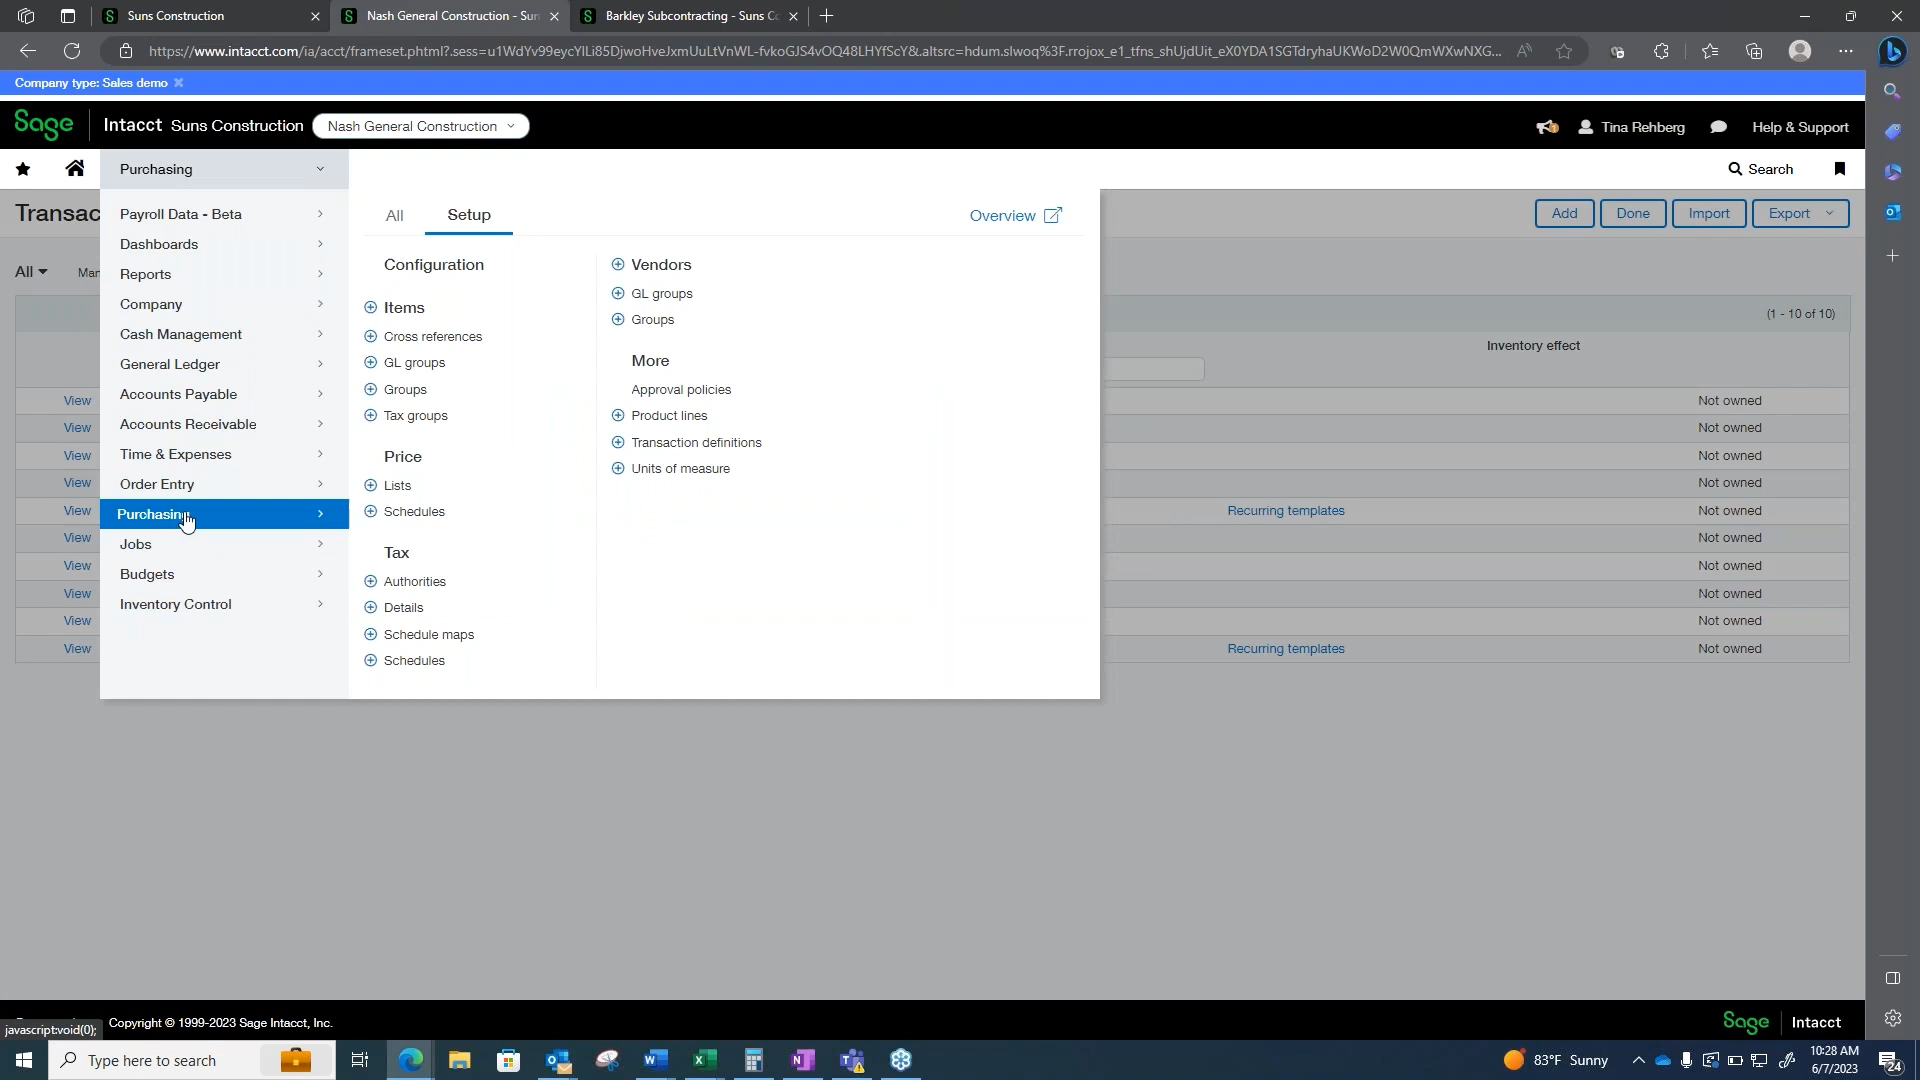 Suns Construction
Nash General Construction - Sun
Barkley Subcontracting - Suns Co
https://www.intacct.com/ia/acct/frameset.phtml?.sess=u1WdYv99eycYlLi85DjwoHveJxmUuLtVnWL-fvkoGJS4vOQ48LHYfScY&.altsrc=hdum.slwoq%3F.rrojox_e1_tfns_shUjdUit_eX0YDA1SGTdryhaUKWoD2W0QmWXwNXG...
Company type: Sales demo
Sage Intacct Suns Construction Nash General Construction
Tina Rehberg Help & Support
Purchasing
Search
Transac
Add Done Import Export
All
Man
(1 - 10 of 10)
Inventory effect
Payroll Data - Beta
Dashboards
Reports
Company
Cash Management
General Ledger
Accounts Payable
Accounts Receivable
Time & Expenses
Order Entry
Purchasing
Jobs
Budgets
Inventory Control
All Setup Overview
Configuration
Items
Cross references
GL groups
Groups
Tax groups
Price
Lists
Schedules
Tax
Authorities
Details
Schedule maps
Schedules
Vendors
GL groups
Groups
More
Approval policies
Product lines
Transaction definitions
Units of measure
View Not owned
View Not owned
View Not owned
View Not owned
View Recurring templates Not owned
View Not owned
View Not owned
View Not owned
View Not owned
View Recurring templates Not owned
javascript:void(0);
Copyright © 1999-2023 Sage Intacct, Inc.
Sage Intacct
Type here to search
83°F Sunny
10:28 AM
6/7/2023
24